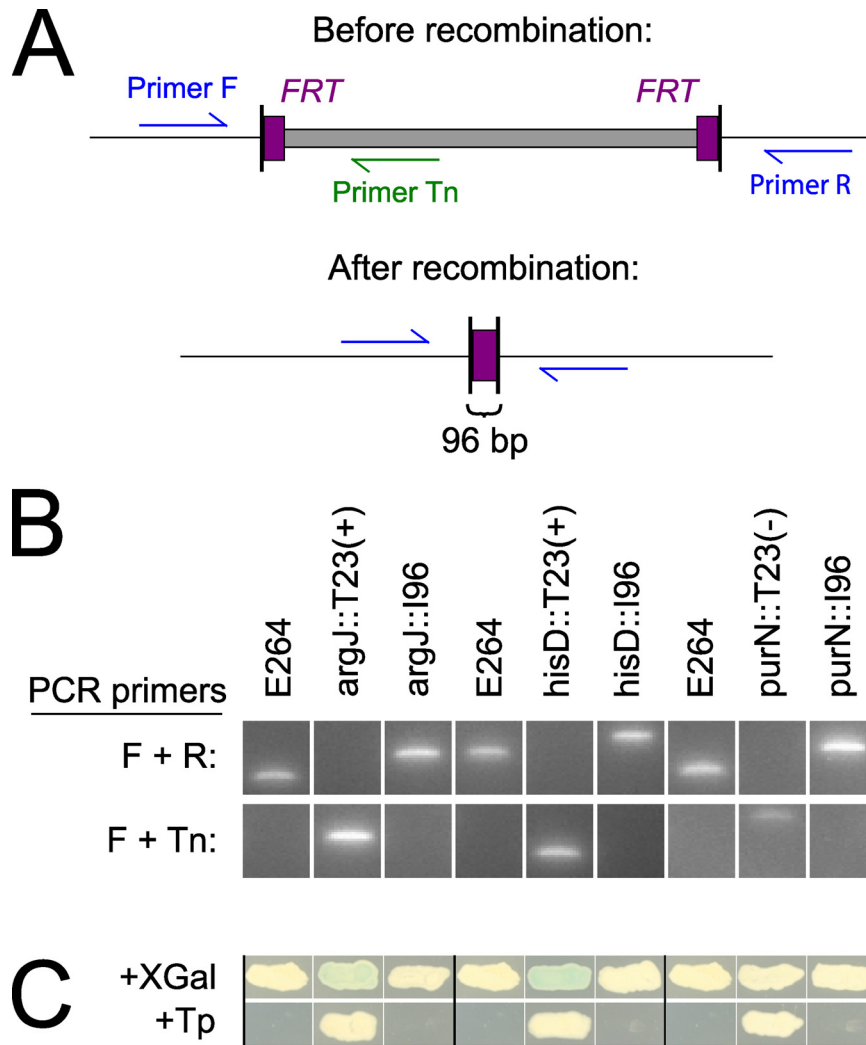 A
Before recombination:
Primer F
FRT
FRT
Primer Tn
Primer R
After recombination:
96 bp
B
PCR primers
E264
argJ::T23(+)
argJ::I96
E264
hisD::T23(+)
hisD::I96
E264
purN::T23(-)
purN::I96
F + R:
F + Tn:
C
+XGal
+Tp